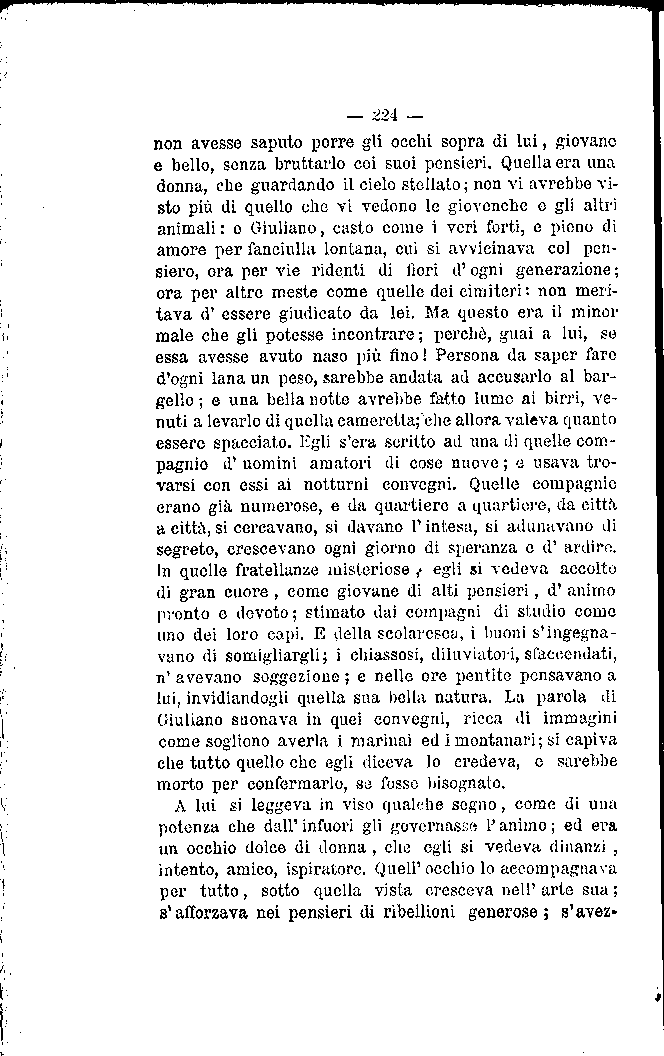 — 224 —
non avesse saputo porre gli occhi sopra di lui, giovane
e bello, senza bruttarlo coi suoi pensieri. Quella era una
donna, che guardando il cielo stellato; non vi avrebbe vi-
sto più di quello che vi vedono le giovenche e gli altri
animali: e Giuliano, casto come i veri forti, e pieno di
amore per fanciulla lontana, cui si avvicinava col pen-
siero, ora per vie ridenti di fiori d' ogni generazione;
ora per altre meste come quelle dei cimiteri: non meri-
tava d' essere giudicato da lei. Ma questo era il minor
male che gli potesse incontrare; perchè, guai a lui, se
essa avesse avuto naso più fino! Persona da saper fare
d'ogni lana un peso, sarebbe andata ad accusarlo al bar-
gello; e una bella notte avrebbe fatto lume ai birri, ve-
nuti a levarlo di quella cameretta; che allora valeva quanto
essere spacciato. Egli s'era scritto ad una di quelle com-
pagnie d' uomini amatori di cose nuove; e usava tro-
varsi con essi ai notturni convegni. Quelle compagnie
erano già numerose, e da quartiere a quartiere, da città
a città, si cercavano, si davano l' intesa, si adunavano di
segreto, crescevano ogni giorno di speranza e d' ardire.
In quelle fratellanze misteriose, egli si vedeva accolto
di gran cuore, come giovane di alti pensieri, d' animo
pronto e devoto; stimato dai compagni di studio come
uno dei loro capi. E della scolaresca, i buoni s'ingegna-
vano di somigliargli; i chiassosi, diluviatori, sfaccendati,
n' avevano soggezione; e nelle ore pentite pensavano a
lui, invidiandogli quella sua bella natura. La parola di
Giuliano suonava in quei convegni, ricca di immagini
come sogliono averla i marinai ed i montanari; si capiva
che tutto quello che egli diceva lo credeva, e sarebbe
morto per confermarlo, se fosse bisognato.
A lui si leggeva in viso qualche segno, come di una
potenza che dall' infuori gli governasse l' animo; ed era
un occhio dolce di donna, che egli si vedeva dinanzi,
intento, amico, ispiratore. Quell' occhio lo accompagnava
per tutto, sotto quella vista cresceva nell' arte sua;
s' afforzava nei pensieri di ribellioni generose; s'avez-